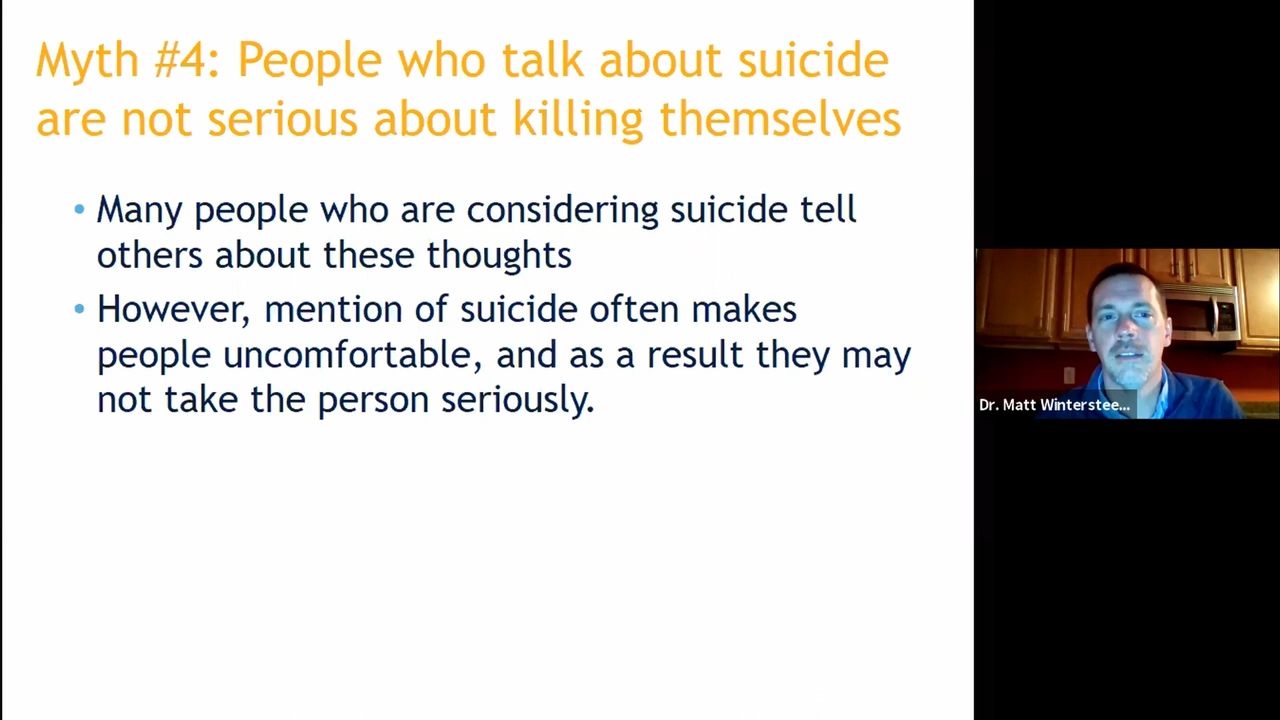 Myth #4: People who talk about suicide
are not serious about killing themselves
• Many people who are considering suicide tell
others about these thoughts
• However, mention of suicide often makes
people uncomfortable, and as a result they may
not take the person seriously.
Dr. Matt Winterstee...